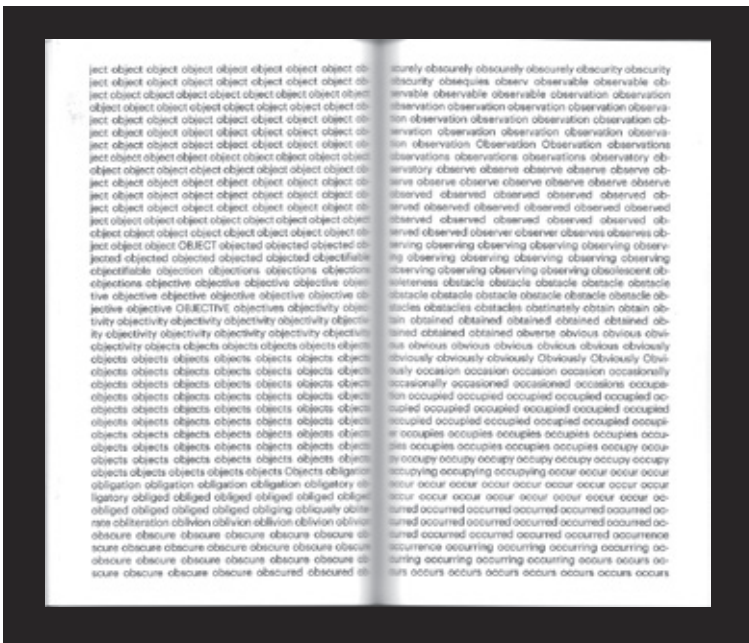 ject object object object object object object object ob-
ject object object object object object object object ob-
ject object object object object object object object object
object object object object object object object object ob-
ject object object object object object object object ob-
ject object object object object object object object ob-
ject object object object object object object object ob-
ject object object object object object object object object
object object object object object object object object ob-
ject object object object object object object object ob-
ject object object object object object object object ob-
ject object object object object object object object ob-
ject object object object object object object object object
object object object object object object object object ob-
ject object object OBJECT objected objected objected ob-
jected objected objected objected objected objectifiable
objectifiable objection objections objections objections
objections objective objective objective objective objec-
tive objective objective objective objective objective ob-
jective objective OBJECTIVE objectives objectivity objec-
tivity objectivity objectivity objectivity objectivity objectiv-
ity objectivity objectivity objectivity objectivity objectivity
objectivity objects objects objects objects objects objects
objects objects objects objects objects objects objects
objects objects objects objects objects objects objects
objects objects objects objects objects objects objects
objects objects objects objects objects objects objects
objects objects objects objects objects objects objects
objects objects objects objects objects objects objects
objects objects objects objects objects objects objects
objects objects objects objects objects objects objects
objects objects objects objects objects Objects obligation
obligation obligation obligation obligation obligatory ob-
ligatory obliged obliged obliged obliged obliged obliged
obliged obliged obliged obliged obliging obliquely oblite-
rate obliteration oblivion oblivion oblivion oblivion oblivion
obscure obscure obscure obscure obscure obscure ob-
scure obscure obscure obscure obscure obscure obscure
obscure obscure obscure obscure obscure obscure ob-
scure obscure obscure obscure obscured obscured ob-
scurely obscurely obscurely obscurely obscurity obscurity
obscurity obsequies observ observable observable ob-
servable observable observable observation observation
observation observation observation observation observa-
tion observation observation observation observation ob-
servation observation observation observation observa-
tion observation Observation Observation observations
observations observations observations observatory ob-
servatory observe observe observe observe observe ob-
serve observe observe observe observe observe observe
observed observed observed observed observed ob-
served observed observed observed observed observed
observed observed observed observed observed ob-
served observed observer observer observes observes ob-
serving observing observing observing observing observ-
ing observing observing observing observing observing
observing observing observing observing obsolescent ob-
soleteness obstacle obstacle obstacle obstacle obstacle
obstacle obstacle obstacle obstacle obstacle obstacle ob-
stacles obstacles obstacles obstinately obtain obtain ob-
tain obtained obtained obtained obtained obtained ob-
tained obtained obtained obverse obvious obvious obvi-
ous obvious obvious obvious obvious obvious obviously
obviously obviously obviously Obviously Obviously Obvi-
ously occasion occasion occasion occasion occasionally
occasionally occasioned occasioned occasions occupa-
tion occupied occupied occupied occupied occupied oc-
cupied occupied occupied occupied occupied occupied
occupied occupied occupied occupied occupied occupi-
er occupies occupies occupies occupies occupies occu-
pies occupies occupies occupies occupies occupy occu-
py occupy occupy occupy occupy occupy occupy occupy
occupying occupying occupying occur occur occur occur
occur occur occur occur occur occur occur occur occur
occur occur occur occur occur occur occur occur oc-
curred occurred occurred occurred occurred occurred oc-
curred occurred occurred occurred occurred occurred oc-
curred occurred occurred occurred occurred occurrence
occurrence occurring occurring occurring occurring oc-
curring occurring occurring occurring occurs occurs oc-
curs occurs occurs occurs occurs occurs occurs occurs